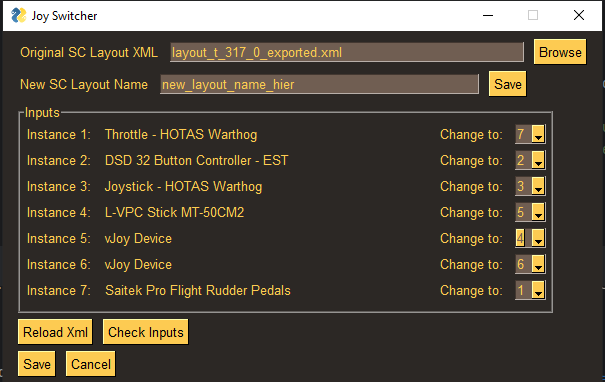 Joy Switcher
Original SC Layout XML layout_t_317_0_exported.xml Browse
New SC Layout Name new_layout_name_hier Save
Inputs
Instance 1: Throttle - HOTAS Warthog Change to: 7
Instance 2: DSD 32 Button Controller - EST Change to: 2
Instance 3: Joystick - HOTAS Warthog Change to: 3
Instance 4: L-VPC Stick MT-50CM2 Change to: 5
Instance 5: vJoy Device Change to: 4
Instance 6: vJoy Device Change to: 6
Instance 7: Saitek Pro Flight Rudder Pedals Change to: 1
Reload Xml Check Inputs
Save Cancel